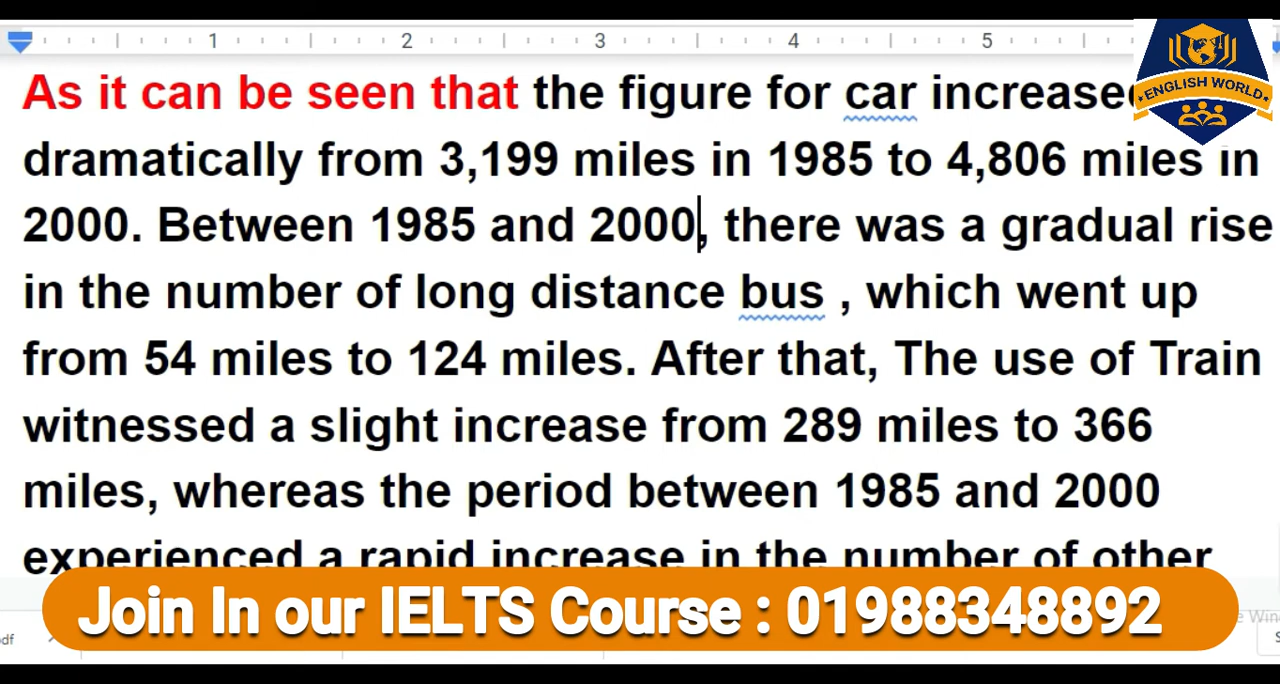 1 2 3 4 5
As it can be seen that the figure for car increased
dramatically from 3,199 miles in 1985 to 4,806 miles in
2000. Between 1985 and 2000, there was a gradual rise
in the number of long distance bus , which went up
from 54 miles to 124 miles. After that, The use of Train
witnessed a slight increase from 289 miles to 366
miles, whereas the period between 1985 and 2000
experienced a rapid increase in the number of other
ENGLISH WORLD
Join In our IELTS Course : 01988348892